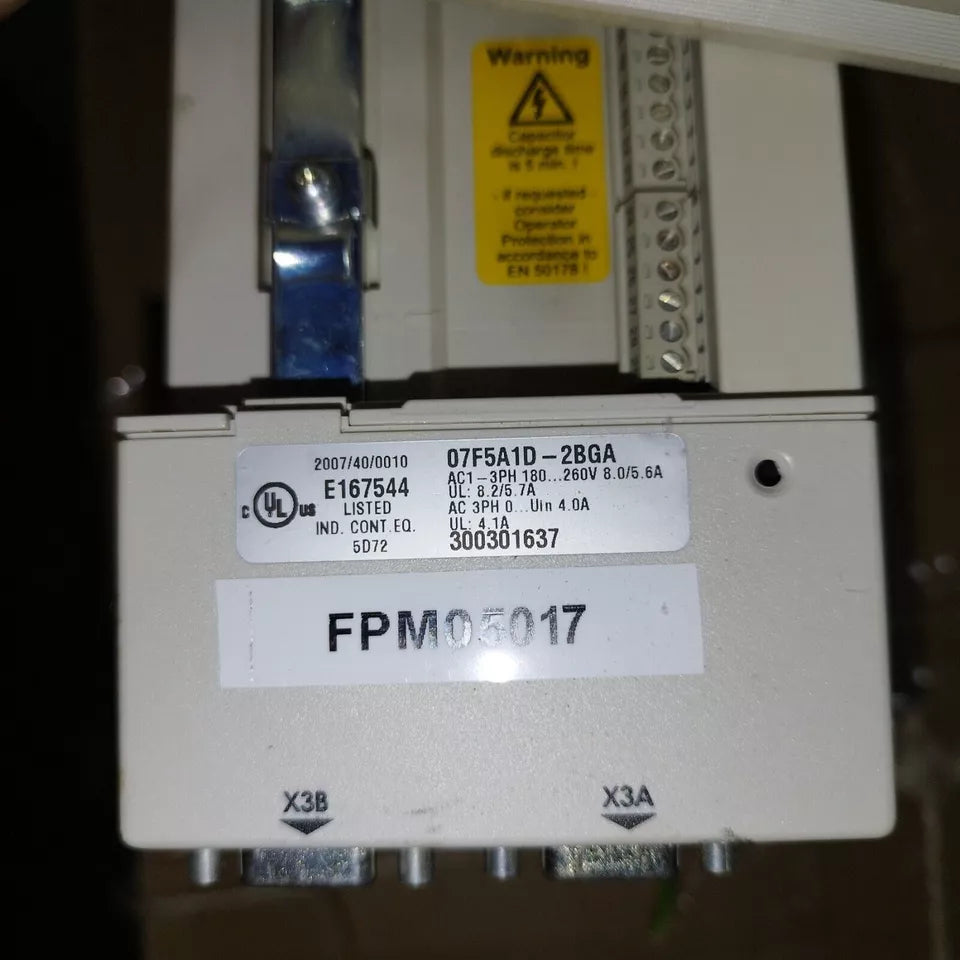 Warning
Capacitor
discharge time
is 5 min. !
- if requested -
consider
Operator
Protection in
accordance to
EN 50178 !
2007/40/0010
E167544
LISTED
IND. CONT. EQ.
5D72
C UL US
07F5A1D-2BGA
AC1-3PH 180...260V 8.0/5.6A
UL: 8.2/5.7A
AC 3PH 0...Uin 4.0A
UL: 4.1A
300301637
FPM05017
X3B
X3A